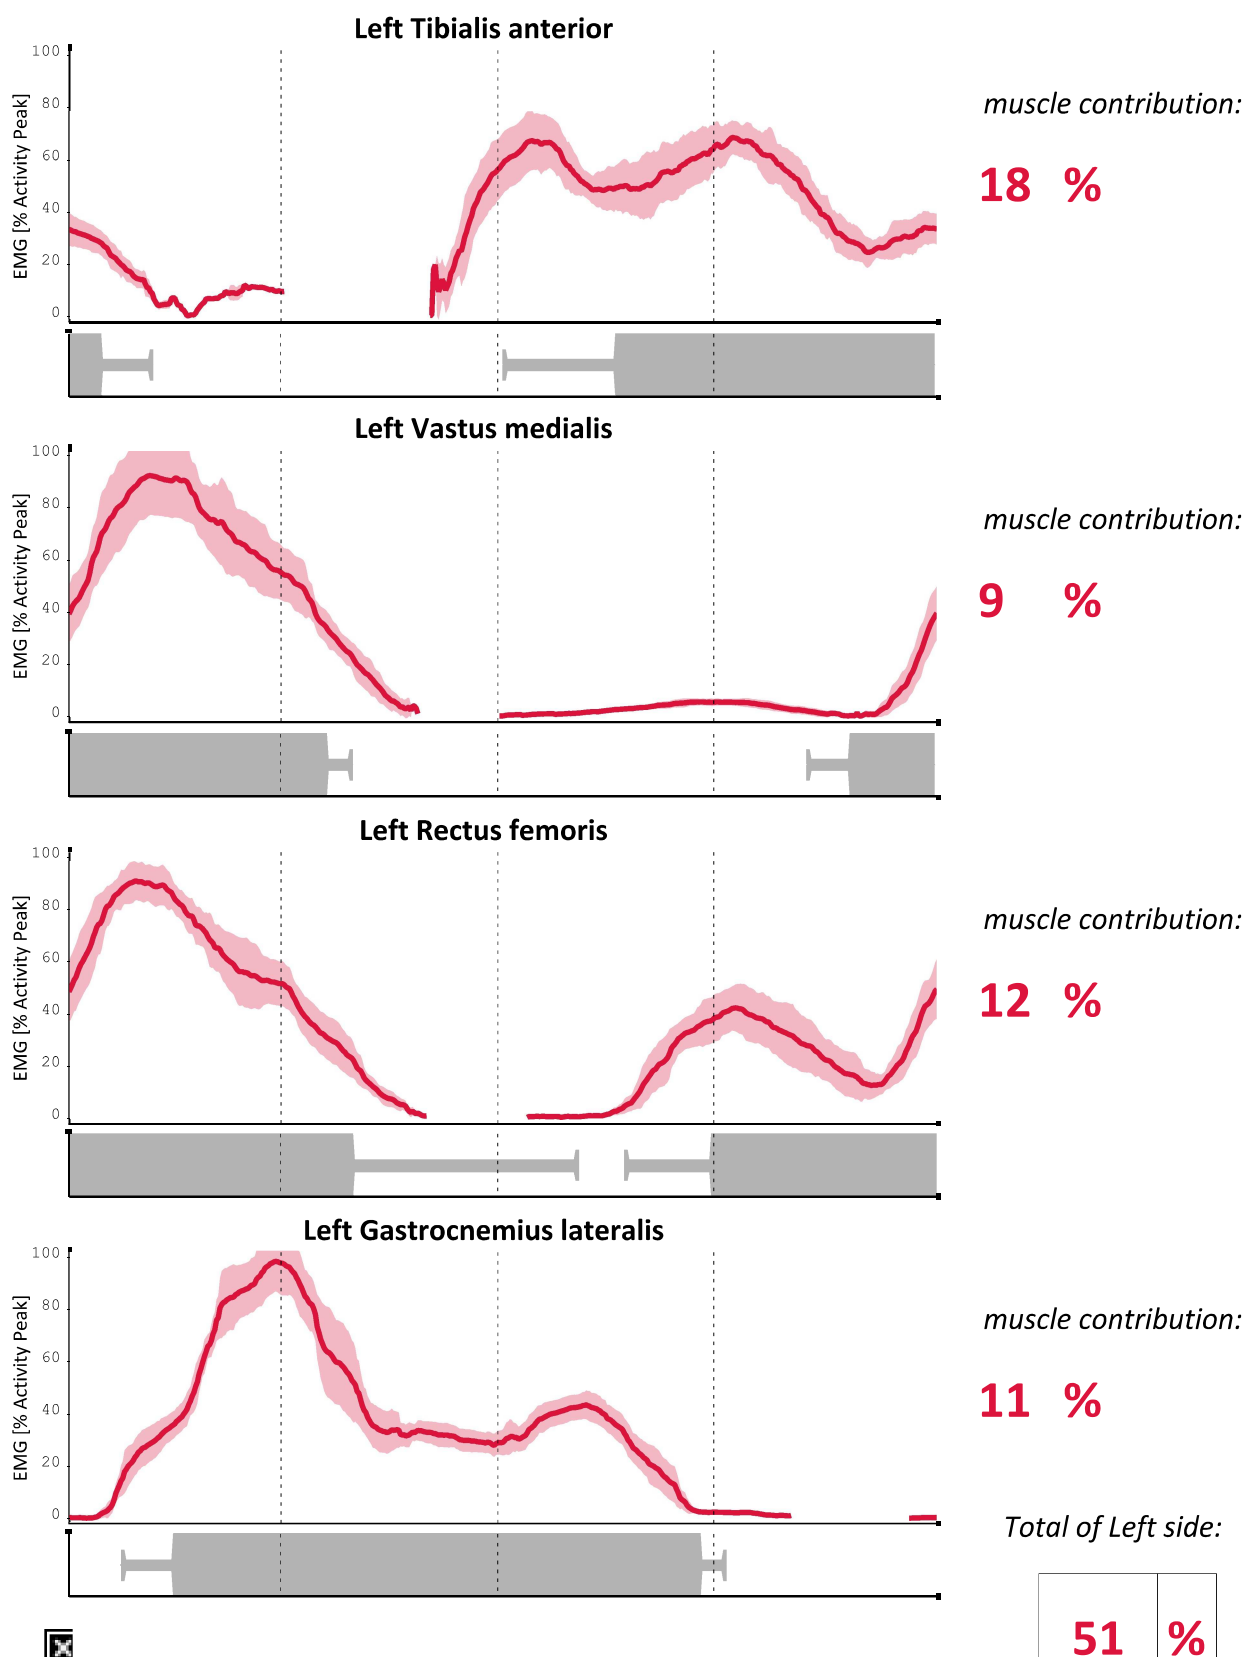 Left Tibialis anterior
EMG [% Activity Peak]
100
80
60
40
20
0
muscle contribution:
18 %
Left Vastus medialis
EMG [% Activity Peak]
100
80
60
40
20
0
muscle contribution:
9 %
Left Rectus femoris
EMG [% Activity Peak]
100
80
60
40
20
0
muscle contribution:
12 %
Left Gastrocnemius lateralis
EMG [% Activity Peak]
100
80
60
40
20
0
muscle contribution:
11 %
Total of Left side:
51 %